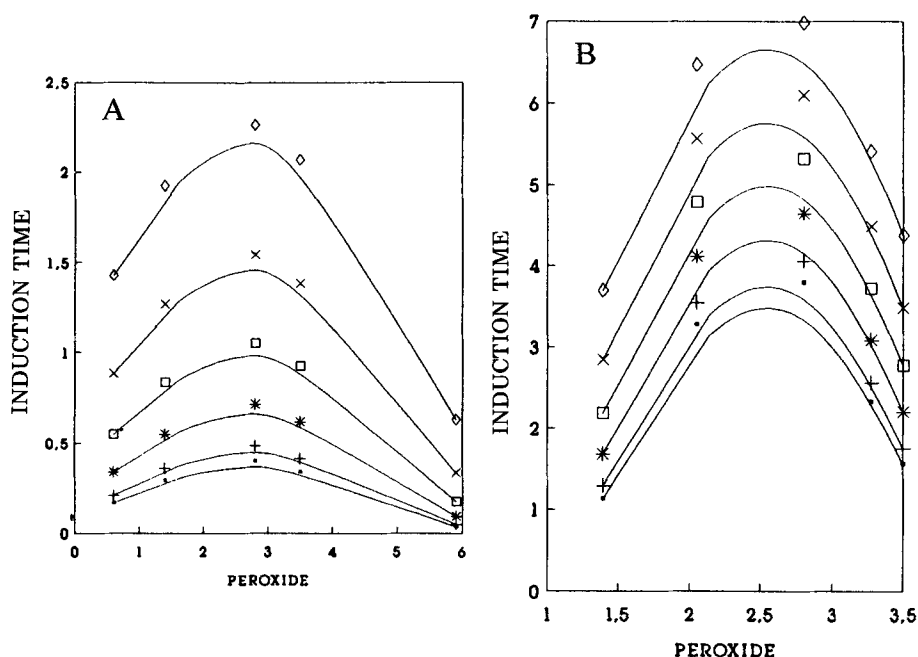 A
INDUCTION TIME
2.5
2
1.5
1
0.5
0
0 1 2 3 4 5 6
PEROXIDE
B
INDUCTION TIME
7
6
5
4
3
2
1
0
1 1,5 2 2,5 3 3,5
PEROXIDE